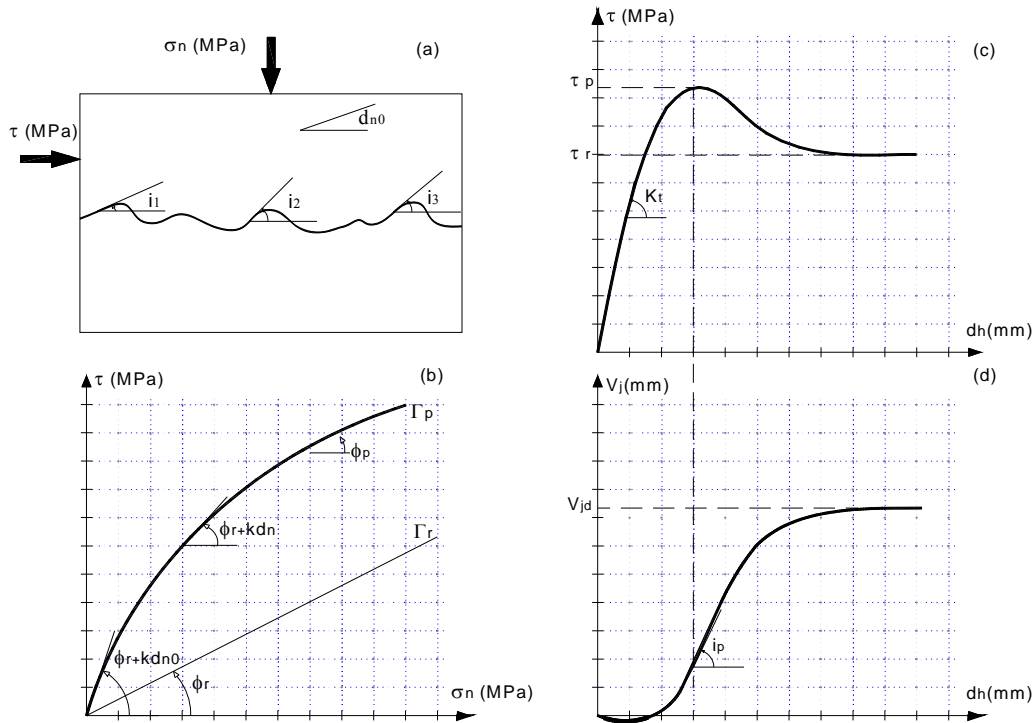 σn (MPa)
(a)
τ (MPa)
dn0
i1
i2
i3
τ (MPa)
(b)
Γp
ϕp
ϕr+kdn
Γr
ϕr+kdn0
ϕr
σn (MPa)
τ (MPa)
(c)
τ p
τ r
Kt
dh(mm)
Vj(mm)
(d)
Vjd
ip
dh(mm)